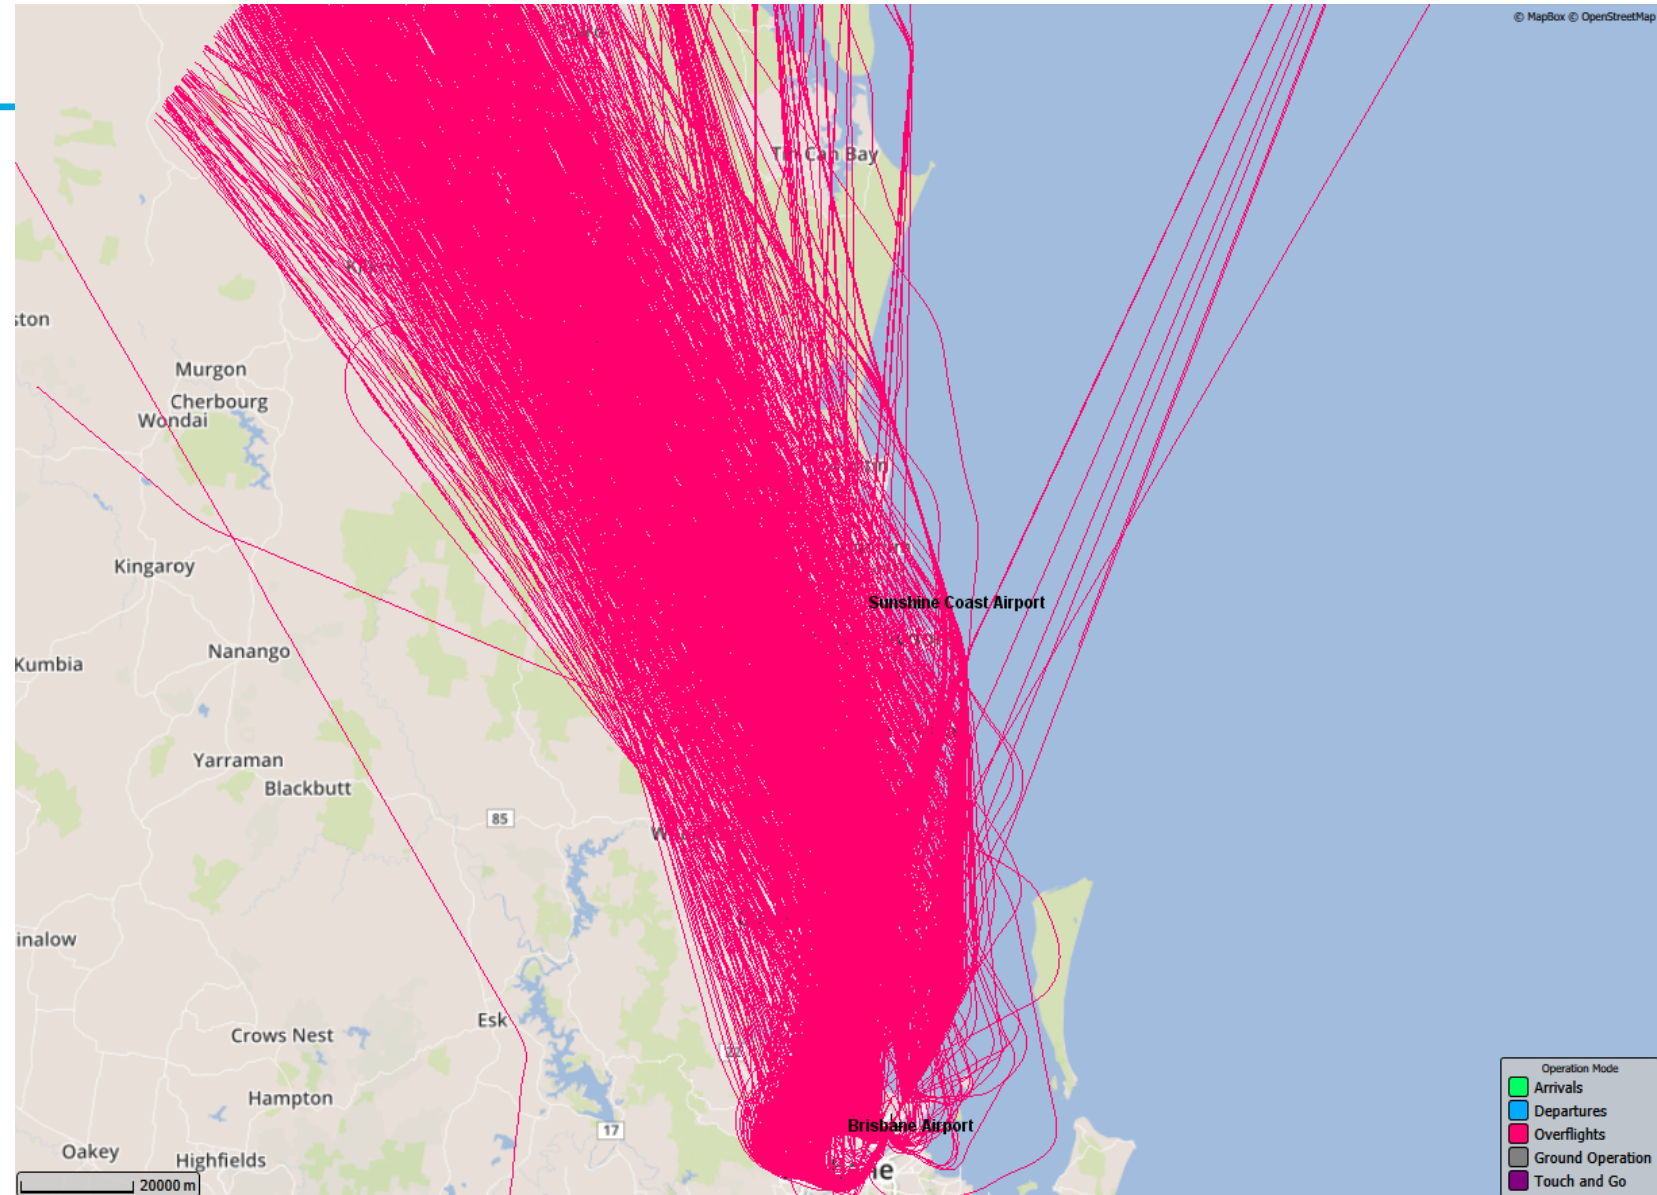 © MapBox © OpenStreetMap
Tin Can Bay
ston
Murgon
Cherbourg
Wondai
Kingaroy
Sunshine Coast Airport
Nanango
Kumbia
Yarraman
Blackbutt
85
inalow
Esk
Crows Nest
22
Hampton
17
Brisbane Airport
Oakey
Highfields
ne
20000 m
Operation Mode
Arrivals
Departures
Overflights
Ground Operation
Touch and Go